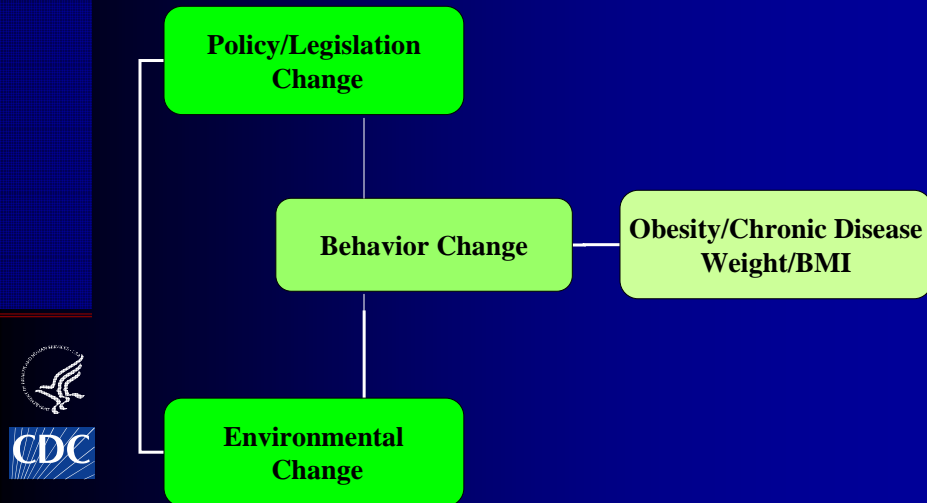 Policy/Legislation
Change
Behavior Change
Obesity/Chronic Disease
Weight/BMI
Environmental
Change
CDC